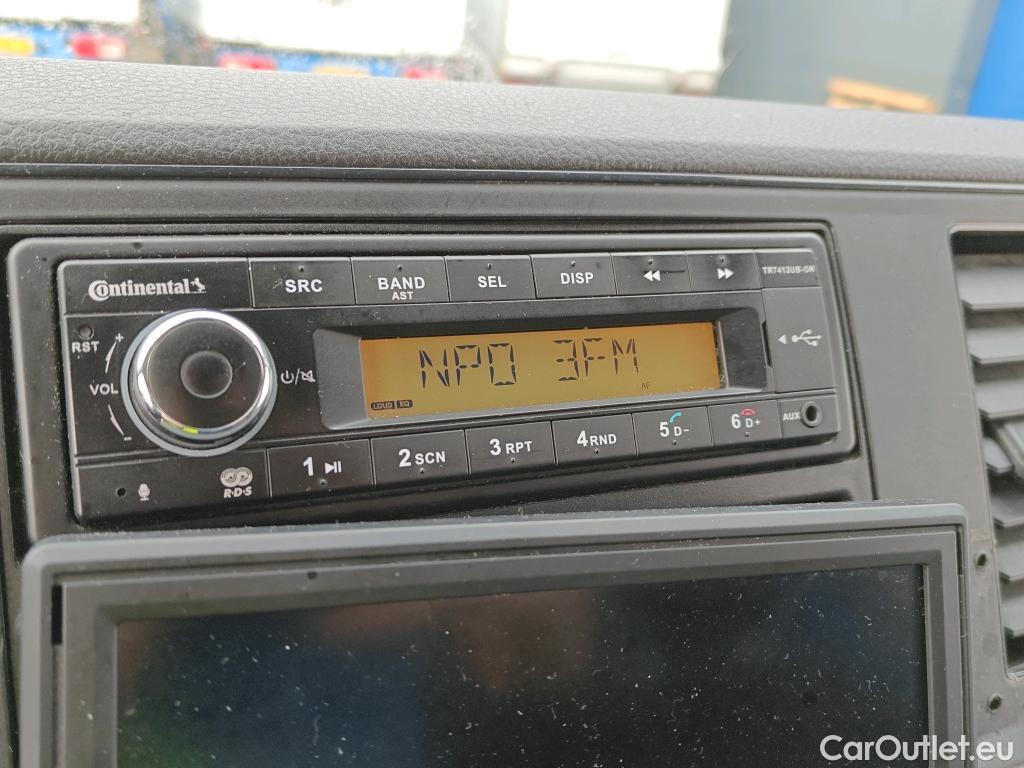 Continental
SRC
BAND
AST
SEL
DISP
TR7412UB-OR
RST
+
VOL
-
NPO 3FM
LOUD EQ
AF
R·D·S
1
2 SCN
3 RPT
4 RND
5 D-
6 D+
AUX
CarOutlet.eu